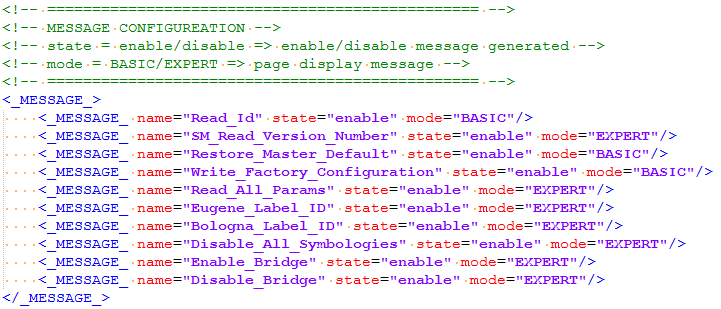 <!-- ================================================ -->
<!-- MESSAGE CONFIGUREATION -->
<!-- state = enable/disable => enable/disable message generated -->
<!-- mode = BASIC/EXPERT => page display message -->
<!-- ================================================ -->
<_MESSAGE_>
<_MESSAGE_ name="Read_Id" state="enable" mode="BASIC"/>
<_MESSAGE_ name="SM_Read_Version_Number" state="enable" mode="EXPERT"/>
<_MESSAGE_ name="Restore_Master_Default" state="enable" mode="BASIC"/>
<_MESSAGE_ name="Write_Factory_Configuration" state="enable" mode="BASIC"/>
<_MESSAGE_ name="Read_All_Params" state="enable" mode="EXPERT"/>
<_MESSAGE_ name="Eugene_Label_ID" state="enable" mode="EXPERT"/>
<_MESSAGE_ name="Bologna_Label_ID" state="enable" mode="EXPERT"/>
<_MESSAGE_ name="Disable_All_Symbologies" state="enable" mode="EXPERT"/>
<_MESSAGE_ name="Enable_Bridge" state="enable" mode="EXPERT"/>
<_MESSAGE_ name="Disable_Bridge" state="enable" mode="EXPERT"/>
</_MESSAGE_>